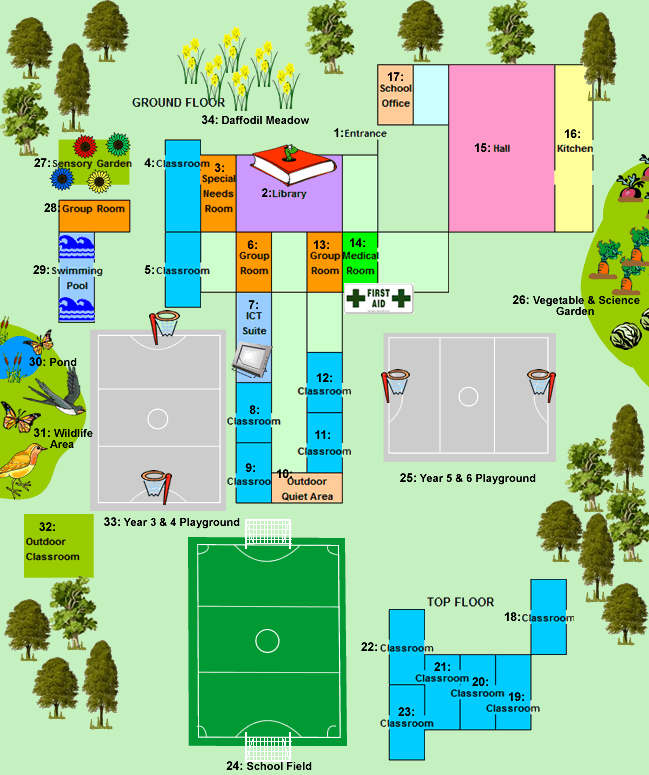 17:
School
Office
GROUND FLOOR
34: Daffodil Meadow
1: Entrance
15: Hall
16:
Kitchen
27: Sensory Garden
4: Classroom
3:
Special
Needs
Room
2: Library
28: Group Room
29: Swimming
Pool
5: Classroom
6:
Group
Room
13:
Group
Room
14:
Medical
Room
FIRST
AID
7:
ICT
Suite
26: Vegetable & Science
Garden
30: Pond
31: Wildlife
Area
12:
Classroom
8:
Classroom
11:
Classroom
9:
Classroo
10:
Outdoor
Quiet Area
25: Year 5 & 6 Playground
33: Year 3 & 4 Playground
32:
Outdoor
Classroom
TOP FLOOR
18: Classroom
22: Classroom
21:
Classroom
20:
Classroom
19:
Classroom
23:
Classroom
24: School Field